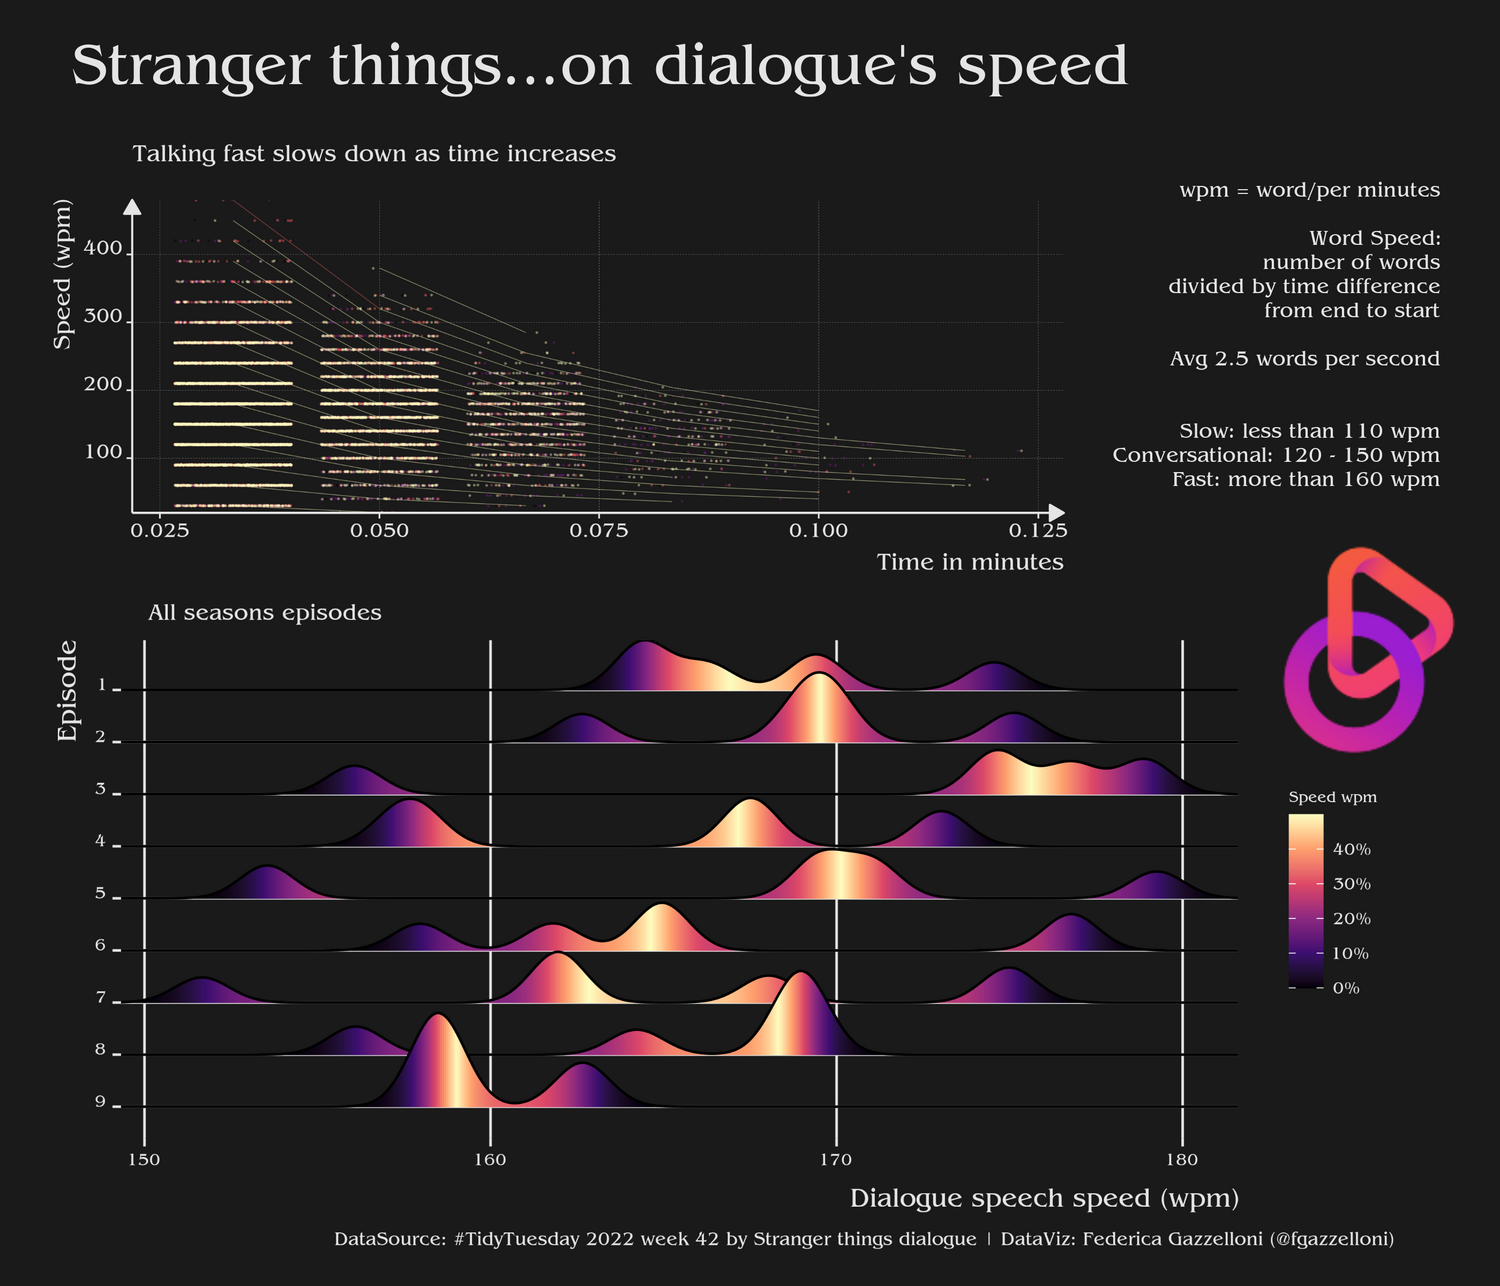 Stranger things...on dialogue's speed
Talking fast slows down as time increases
wpm = word/per minutes
Word Speed:
number of words
divided by time difference
from end to start
Avg 2.5 words per second
Slow: less than 110 wpm
Conversational: 120 - 150 wpm
Fast: more than 160 wpm
Speed (wpm)
400
300
200
100
0.025 0.050 0.075 0.100 0.125
Time in minutes
All seasons episodes
Episode
1
2
3
4
5
6
7
8
9
150 160 170 180
Dialogue speech speed (wpm)
Speed wpm
40%
30%
20%
10%
0%
DataSource: #TidyTuesday 2022 week 42 by Stranger things dialogue | DataViz: Federica Gazzelloni (@fgazzelloni)